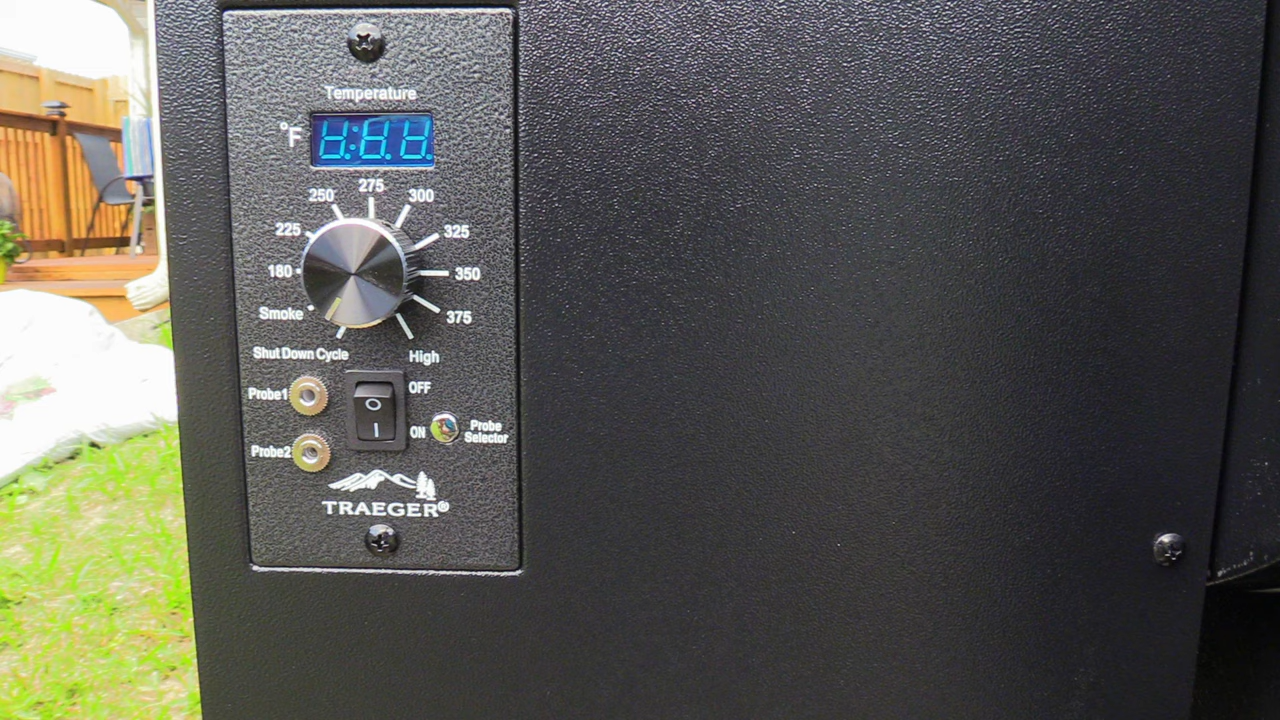 Temperature
°F
250 275 300
225 325
180 350
Smoke 375
Shut Down Cycle High
Probe1 OFF
ON Probe Selector
Probe2
TRAEGER®